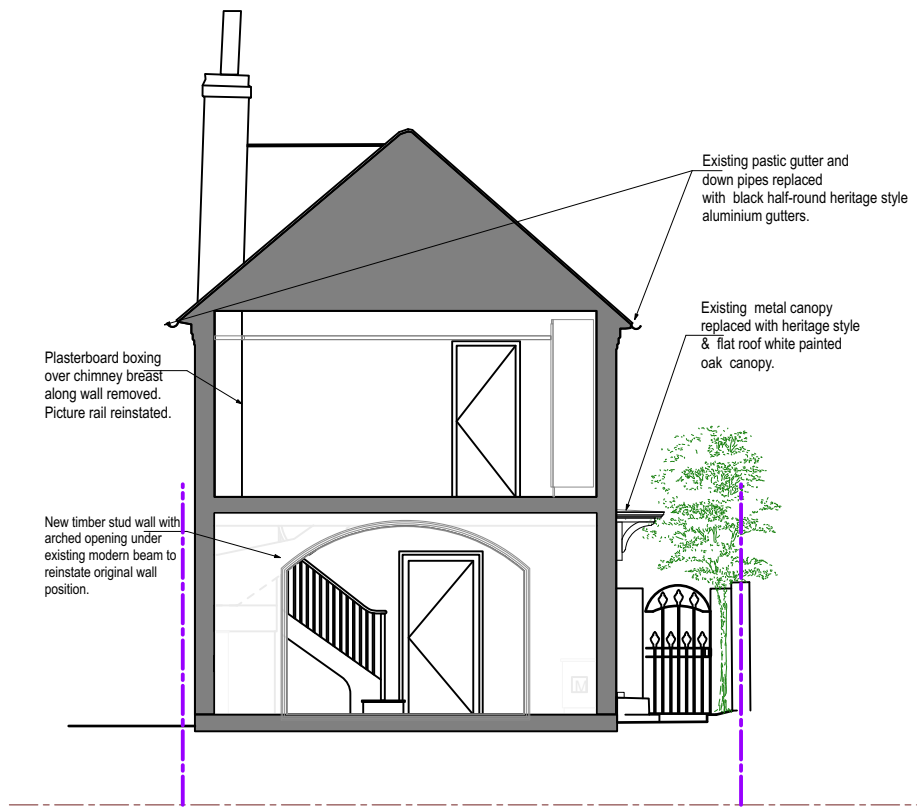 Existing pastic gutter and
down pipes replaced
with black half-round heritage style
aluminium gutters.
Existing metal canopy
replaced with heritage style
& flat roof white painted
oak canopy.
Plasterboard boxing
over chimney breast
along wall removed.
Picture rail reinstated.
New timber stud wall with
arched opening under
existing modern beam to
reinstate original wall
position.
M